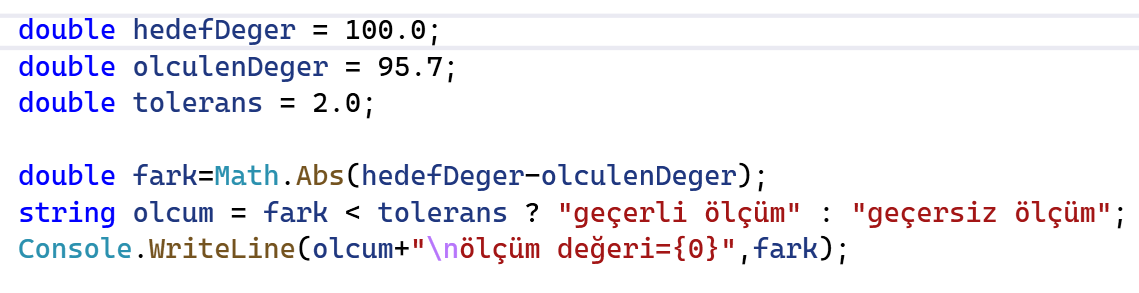 double hedefDeger = 100.0;
double olculenDeger = 95.7;
double tolerans = 2.0;
double fark=Math.Abs(hedefDeger-olculenDeger);
string olcum = fark < tolerans ? "geçerli ölçüm" : "geçersiz ölçüm";
Console.WriteLine(olcum+"\nölçüm değeri={0}",fark);